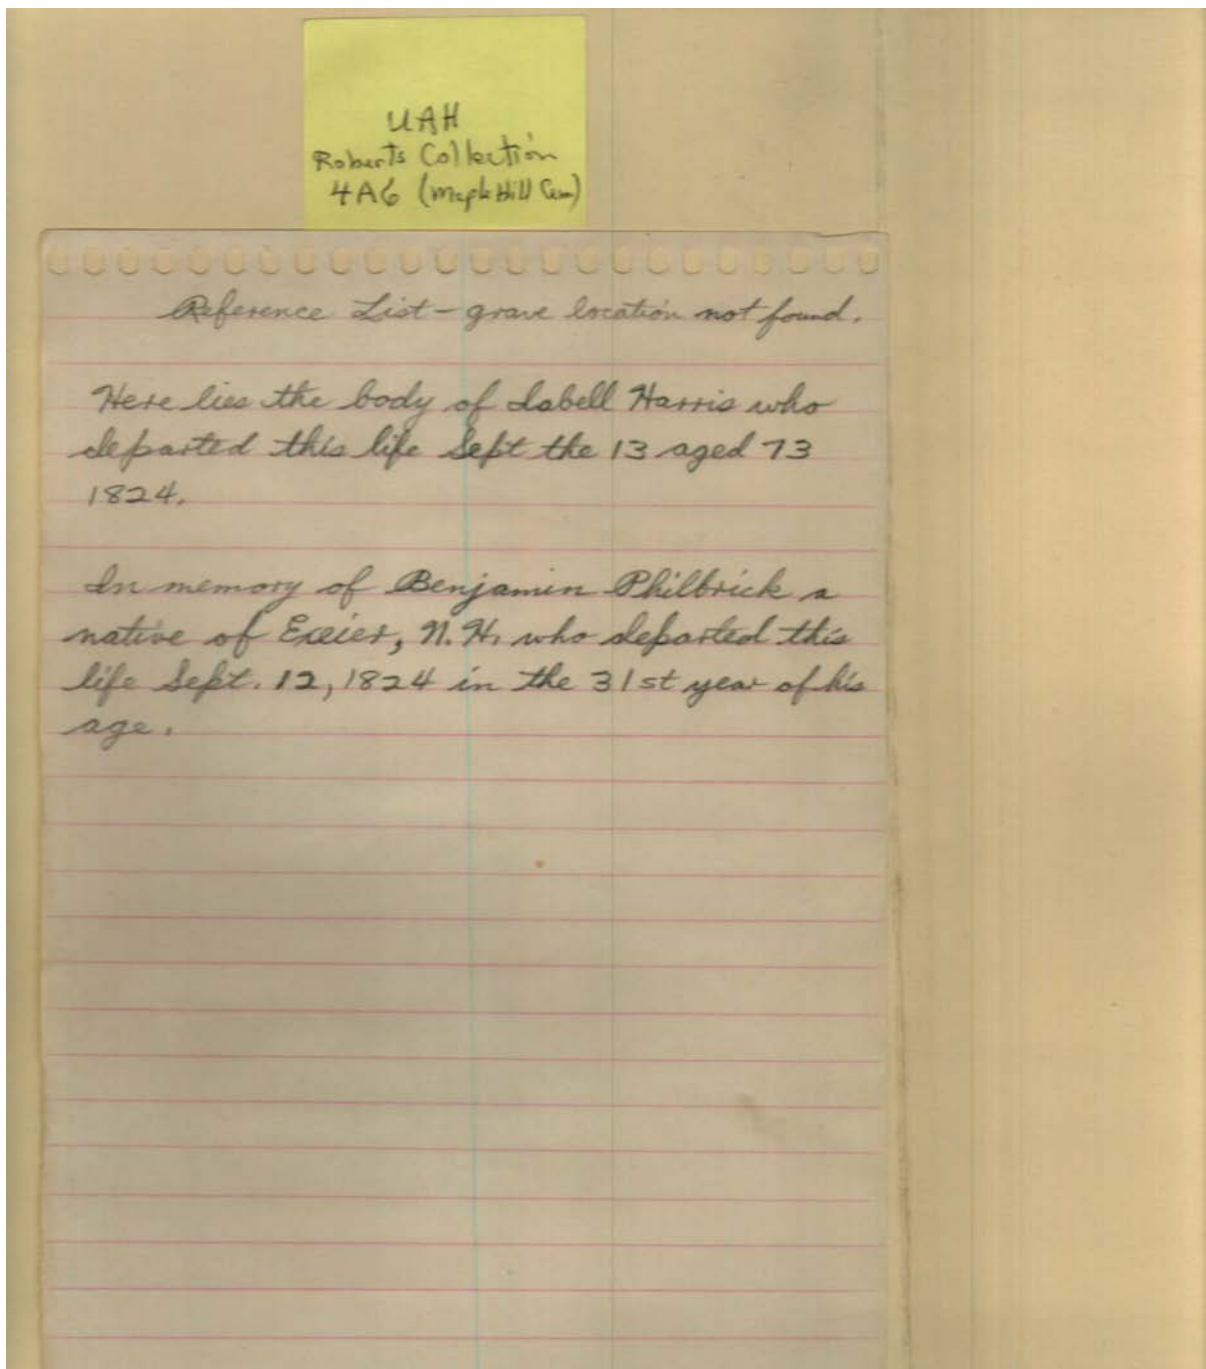 UAH
Roberts Collection
4A6 (Maple Hill Cem)
Reference List - grave location not found.
Here lies the body of Isabell Harris who
departed this life Sept the 13 aged 73
1824.
In memory of Benjamin Philbrick a
native of Exeier, N.H. who departed this
life Sept. 12, 1824 in the 31st year of his
age.